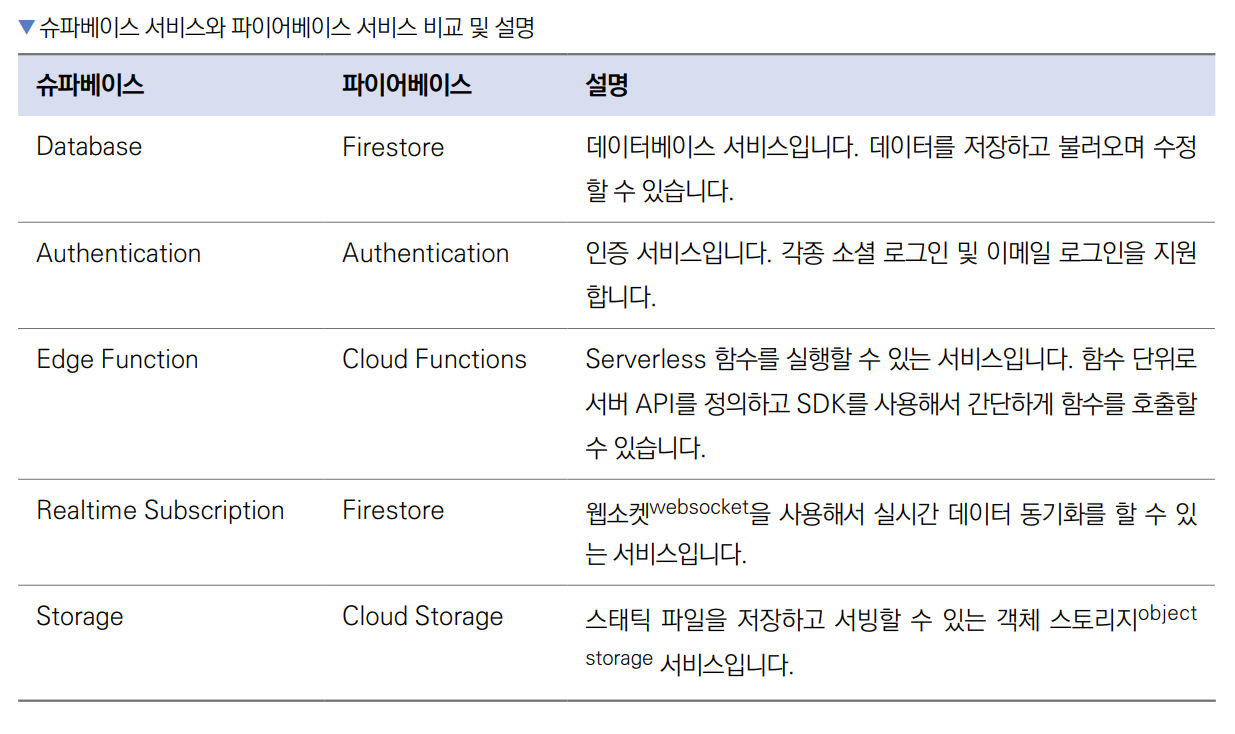 ▼ 슈파베이스 서비스와 파이어베이스 서비스 비교 및 설명
슈파베이스 파이어베이스 설명
Database Firestore 데이터베이스 서비스입니다. 데이터를 저장하고 불러오며 수정
할 수 있습니다.
Authentication Authentication 인증 서비스입니다. 각종 소셜 로그인 및 이메일 로그인을 지원
합니다.
Edge Function Cloud Functions Serverless 함수를 실행할 수 있는 서비스입니다. 함수 단위로
서버 API를 정의하고 SDK를 사용해서 간단하게 함수를 호출할
수 있습니다.
Realtime Subscription Firestore 웹소켓websocket을 사용해서 실시간 데이터 동기화를 할 수 있
는 서비스입니다.
Storage Cloud Storage 스태틱 파일을 저장하고 서빙할 수 있는 객체 스토리지object
storage 서비스입니다.